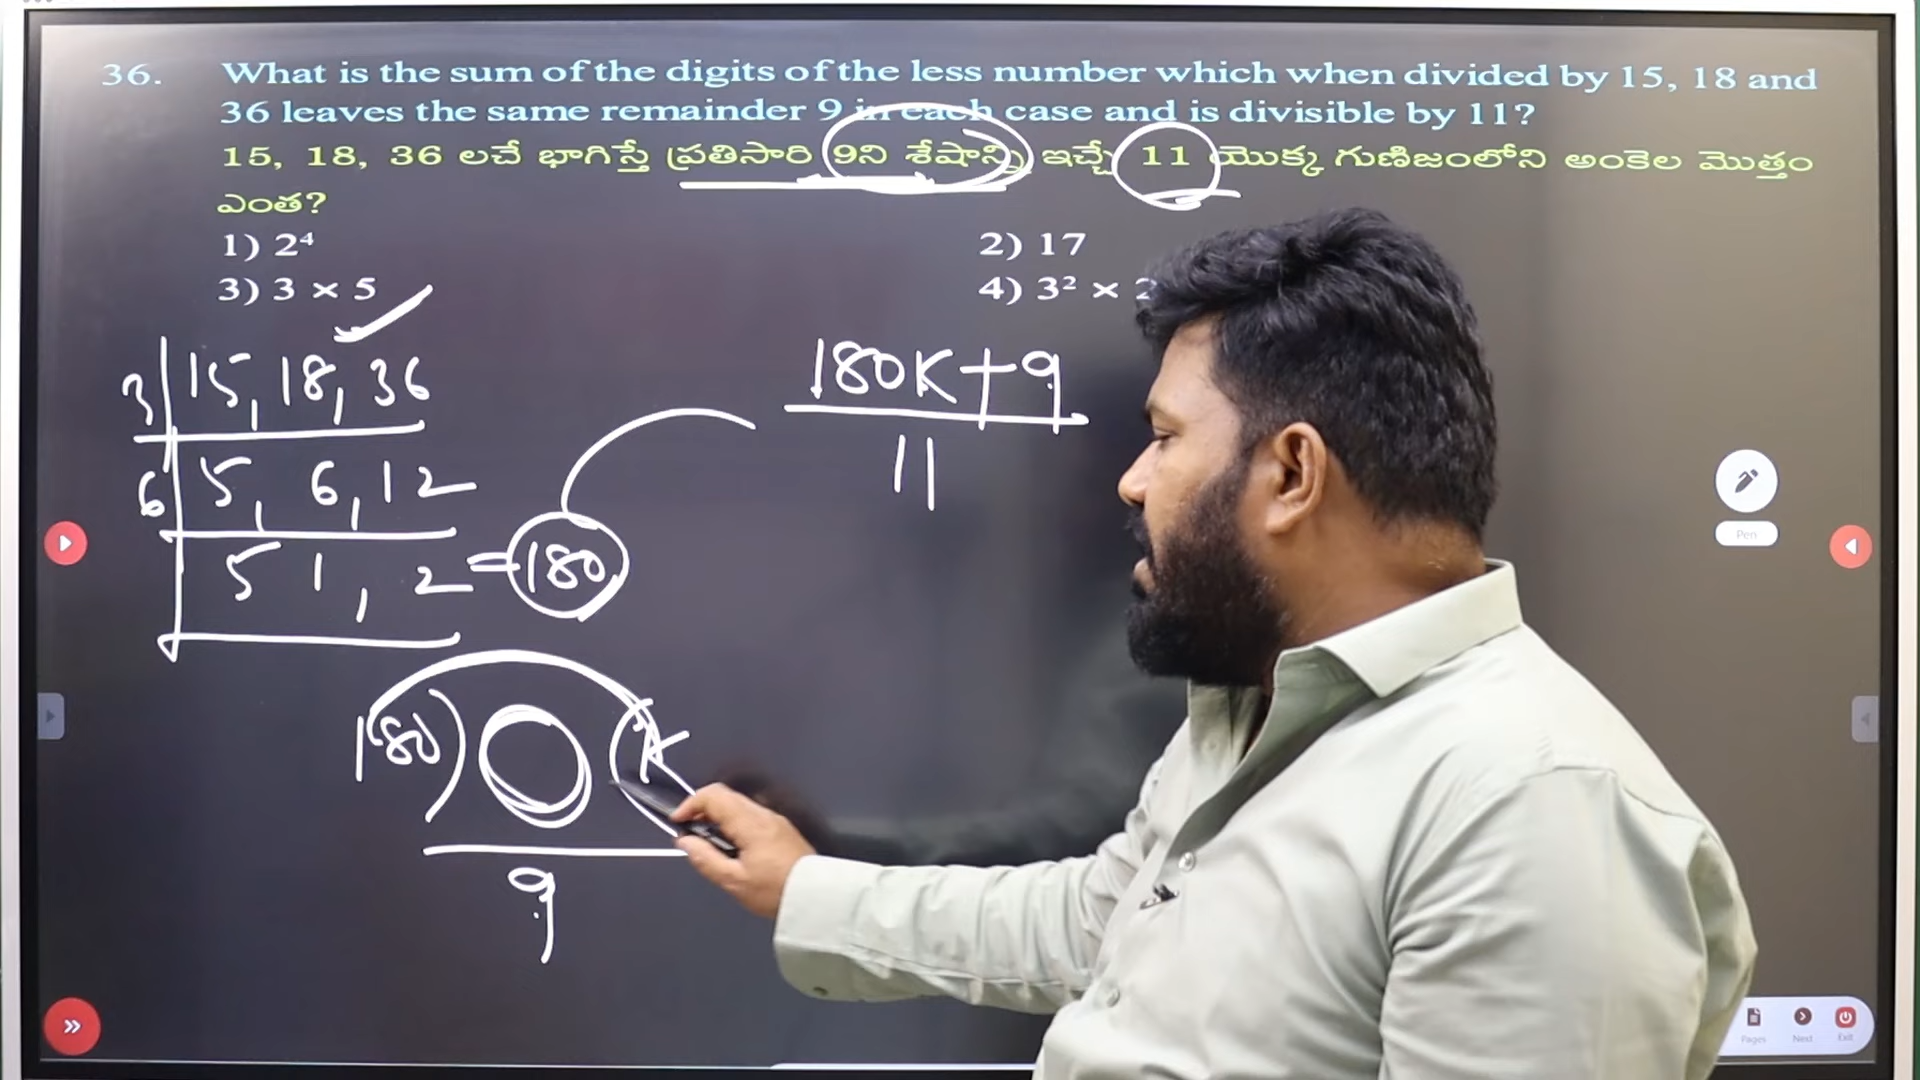 36. What is the sum of the digits of the less number which when divided by 15, 18 and
36 leaves the same remainder 9 in each case and is divisible by 11?
15, 18, 36 లచే భాగిస్తే ప్రతిసారి 9ని శేషాన్ని ఇచ్చే 11 యొక్క గుణిజంలోని అంకెల మొత్తం
ఎంత?
1) 2⁴ 2) 17
3) 3 × 5 4) 3² ×
3 15, 18, 36
6 5, 6, 12
5 1, 2 = 180
180K+9
11
180) (K
9
Pen
Pages Next Exit